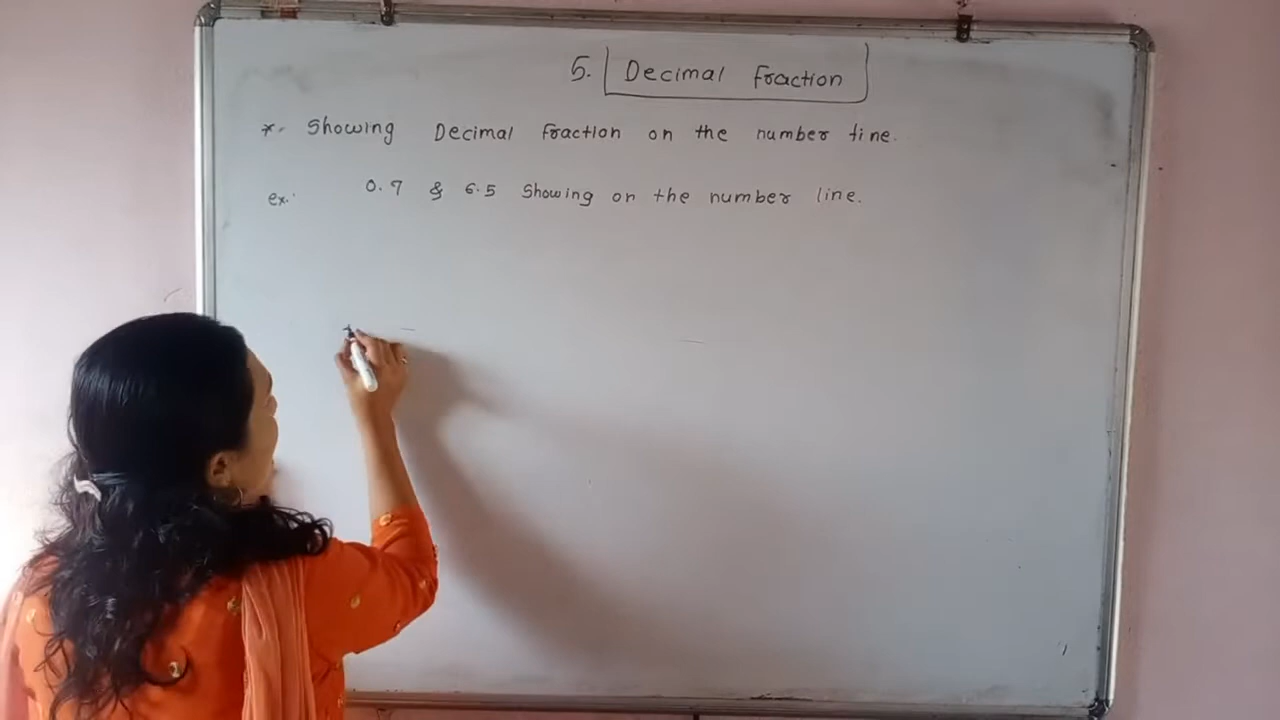 5. Decimal Fraction
*. Showing Decimal Fraction on the number line.
ex. 0.7 & 6.5 Showing on the number line.